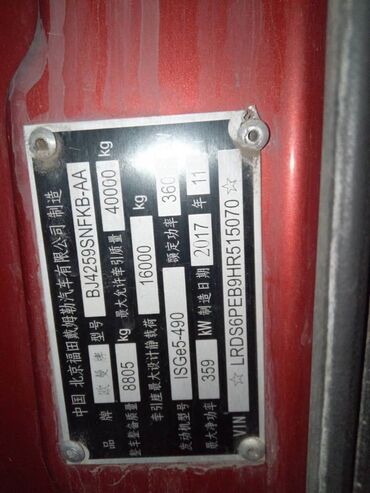 中国 北京福田戴姆勒汽车有限公司 制造
品 牌 欧曼牌 型号 BJ4259SNFKB-AA
整车整备质量 8805 kg 最大允许牵引质量 40000 kg
牵引座最大设计静载荷 16000 kg
发动机型号 ISGe5-490 额定功率 360
最大净功率 359 kW 制造日期 2017 年 11
VIN ☆ LRDS6PEB9HR515070 ☆